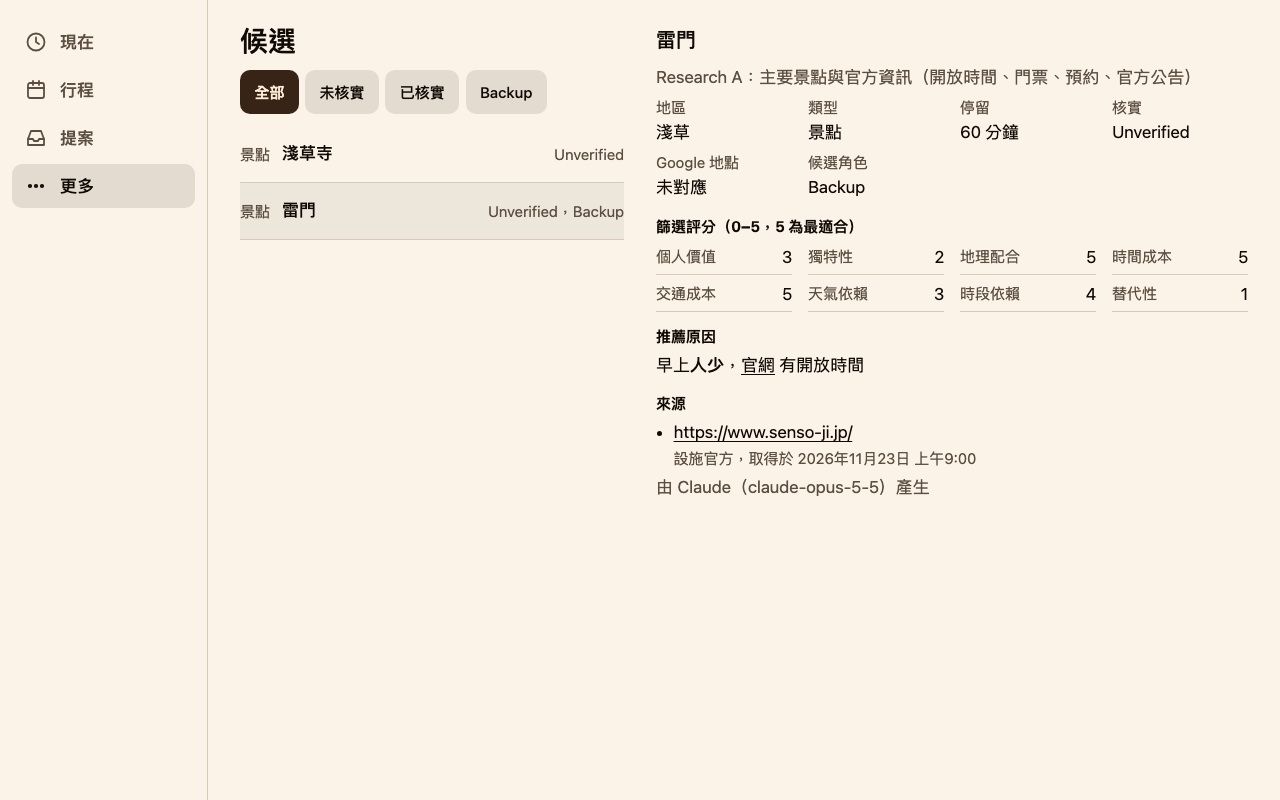 現在
行程
提案
更多
候選
全部 未核實 已核實 Backup
景點 淺草寺 Unverified
景點 雷門 Unverified，Backup
雷門
Research A：主要景點與官方資訊（開放時間、門票、預約、官方公告）
地區 類型 停留 核實
淺草 景點 60 分鐘 Unverified
Google 地點 候選角色
未對應 Backup
篩選評分（0–5，5 為最適合）
個人價值 3 獨特性 2 地理配合 5 時間成本 5
交通成本 5 天氣依賴 3 時段依賴 4 替代性 1
推薦原因
早上人少，官網 有開放時間
來源
• https://www.senso-ji.jp/
設施官方，取得於 2026年11月23日 上午9:00
由 Claude（claude-opus-5-5）產生